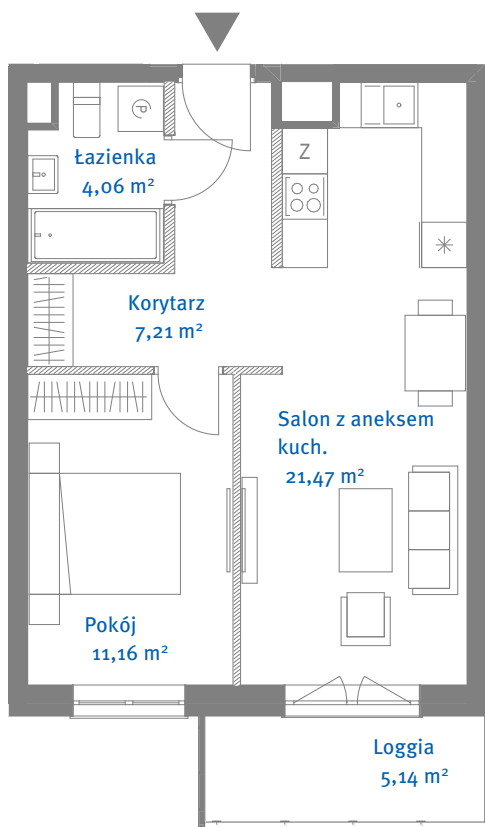 P
Łazienka
4,06 m²
Z
Korytarz
7,21 m²
Salon z aneksem
kuch.
21,47 m²
Pokój
11,16 m²
Loggia
5,14 m²